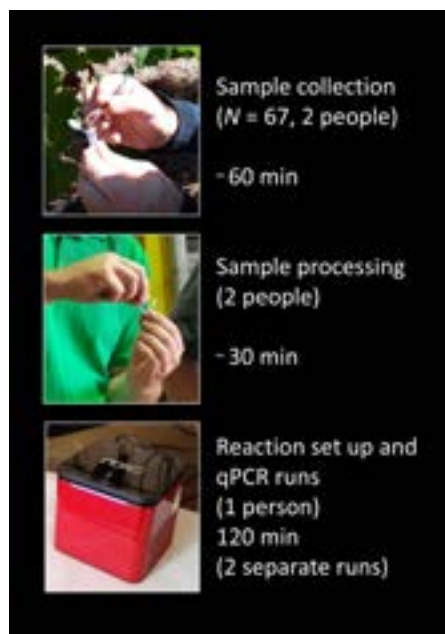 Sample collection
(N = 67, 2 people)
~60 min
Sample processing
(2 people)
~30 min
Reaction set up and
qPCR runs
(1 person)
120 min
(2 separate runs)